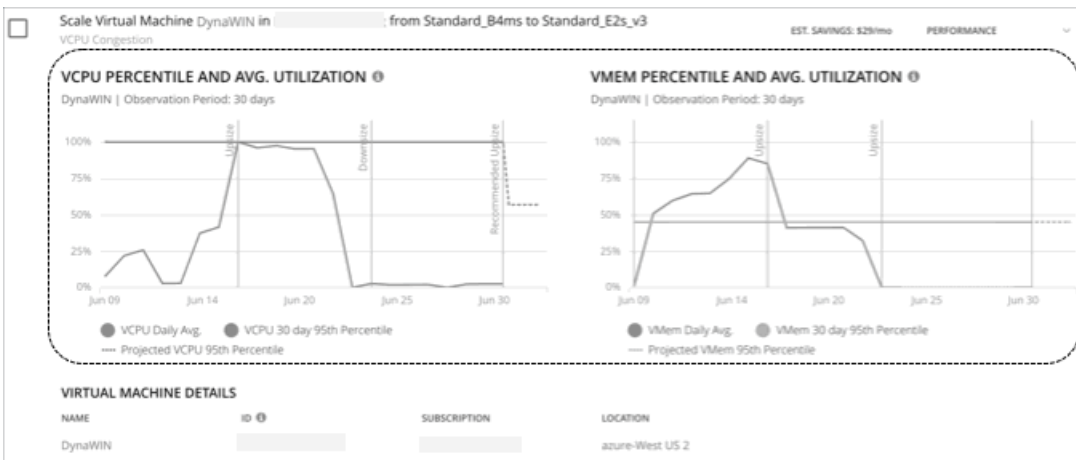 Scale Virtual Machine DynaWIN in from Standard_B4ms to Standard_E2s_v3
VCPU Congestion
EST. SAVINGS: $29/mo PERFORMANCE
VCPU PERCENTILE AND AVG. UTILIZATION
DynaWIN | Observation Period: 30 days
100%
75%
50%
25%
0%
Upsize
Downsize
Recommended Upsize
Jun 09 Jun 14 Jun 20 Jun 25 Jun 30
VCPU Daily Avg. VCPU 30 day 95th Percentile
Projected VCPU 95th Percentile
VMEM PERCENTILE AND AVG. UTILIZATION
DynaWIN | Observation Period: 30 days
100%
75%
50%
25%
0%
Upsize
Upsize
Jun 09 Jun 14 Jun 20 Jun 25 Jun 30
VMem Daily Avg. VMem 30 day 95th Percentile
Projected VMem 95th Percentile
VIRTUAL MACHINE DETAILS
NAME ID SUBSCRIPTION LOCATION
DynaWIN azure-West US 2